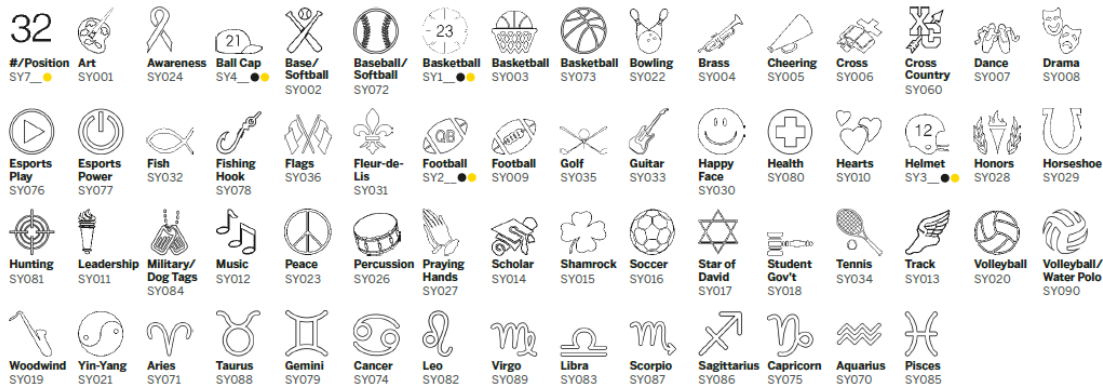 32
21
23
#/Position Art Awareness Ball Cap Base/ Baseball/ Basketball Basketball Basketball Bowling Brass Cheering Cross Cross Dance Drama
SY7__ SY001 SY024 SY4__ Softball Softball SY1__ SY003 SY073 SY022 SY004 SY005 SY006 Country SY007 SY008
SY002 SY072 SY060
XC
QB
12
Esports Esports Fish Fishing Flags Fleur-de- Football Football Golf Guitar Happy Health Hearts Helmet Honors Horseshoe
Play Power SY032 Hook SY036 Lis SY2__ SY009 SY035 SY033 Face SY080 SY010 SY3__ SY028 SY029
SY076 SY077 SY078 SY031 SY030
Hunting Leadership Military/ Music Peace Percussion Praying Scholar Shamrock Soccer Star of Student Tennis Track Volleyball Volleyball/
SY081 SY011 Dog Tags SY012 SY023 SY026 Hands SY014 SY015 SY016 David Gov't SY034 SY013 SY020 Water Polo
SY084 SY027 SY017 SY018 SY090
Woodwind Yin-Yang Aries Taurus Gemini Cancer Leo Virgo Libra Scorpio Sagittarius Capricorn Aquarius Pisces
SY019 SY021 SY071 SY088 SY079 SY074 SY082 SY089 SY083 SY087 SY086 SY075 SY070 SY085